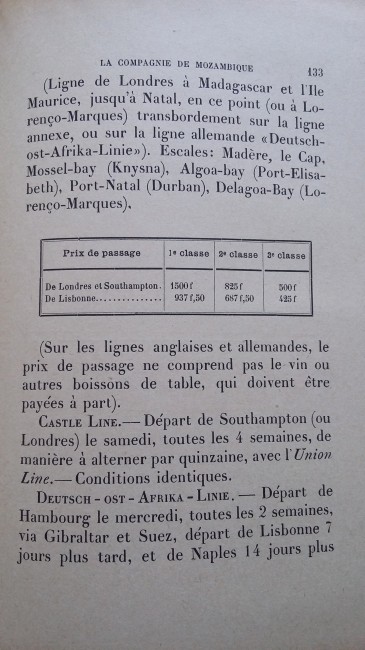 LA COMPAGNIE DE MOZAMBIQUE 133
(Ligne de Londres à Madagascar et l'Ile
Maurice, jusqu'á Natal, en ce point (ou à Lo-
renço-Marques) transbordement sur la ligne
annexe, ou sur la ligne allemande «Deutsch-
ost-Afrika-Linie»). Escales: Madère, le Cap,
Mossel-bay (Knysna), Algoa-bay (Port-Elisa-
beth), Port-Natal (Durban), Delagoa-Bay (Lo-
renço-Marques),
Prix de passage 1e classe 2e classe 3e classe
De Londres et Southampton. 1500f 825f 500f
De Lisbonne.............. 937f,50 687f,50 425f
(Sur les lignes anglaises et allemandes, le
prix de passage ne comprend pas le vin ou
autres boissons de table, qui doivent être
payées à part).
CASTLE LINE.— Départ de Southampton (ou
Londres) le samedi, toutes les 4 semaines, de
manière à alterner par quinzaine, avec l'Union
Line.— Conditions identiques.
DEUTSCH-OST-AFRIKA-LINIE.— Départ de
Hambourg le mercredi, toutes les 2 semaines,
via Gibraltar et Suez, départ de Lisbonne 7
jours plus tard, et de Naples 14 jours plus